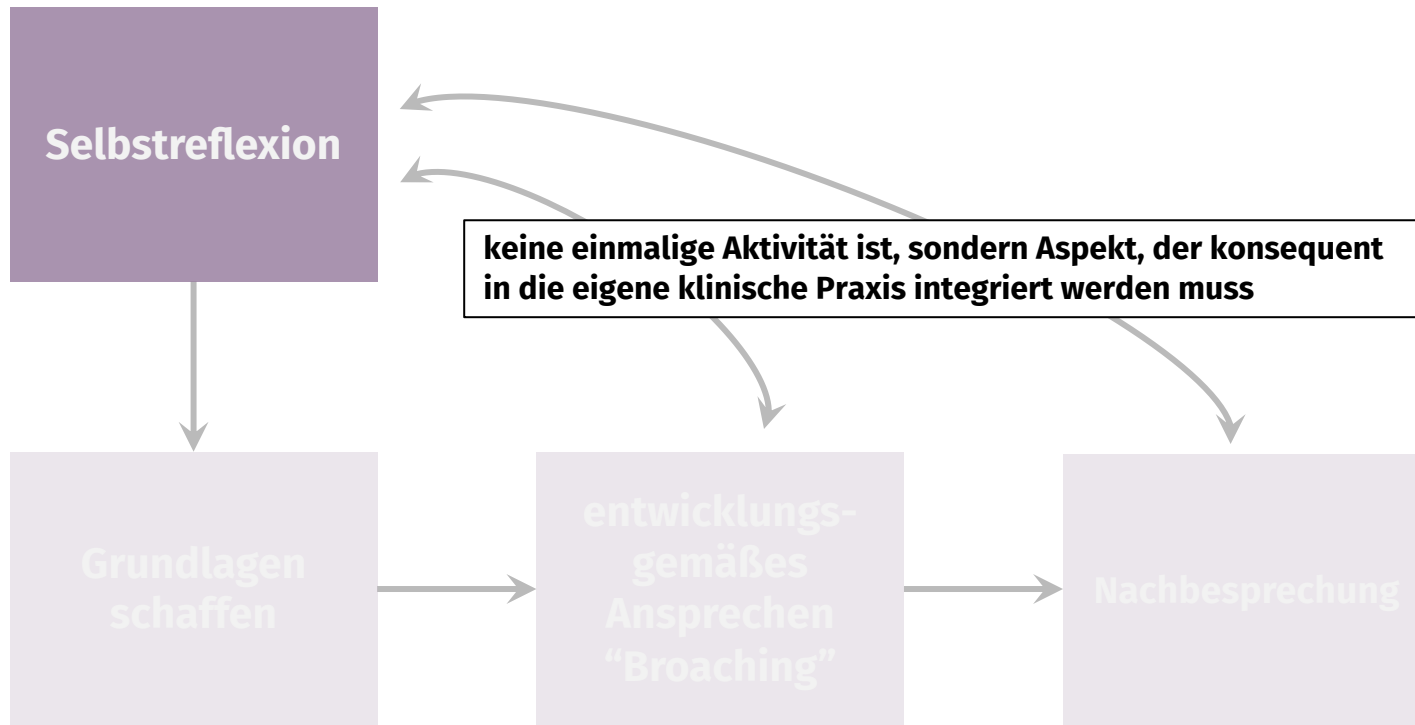 Selbstreflexion
keine einmalige Aktivität ist, sondern Aspekt, der konsequent
in die eigene klinische Praxis integriert werden muss
Grundlagen
schaffen
entwicklungs-
gemäßes
Ansprechen
“Broaching”
Nachbesprechung